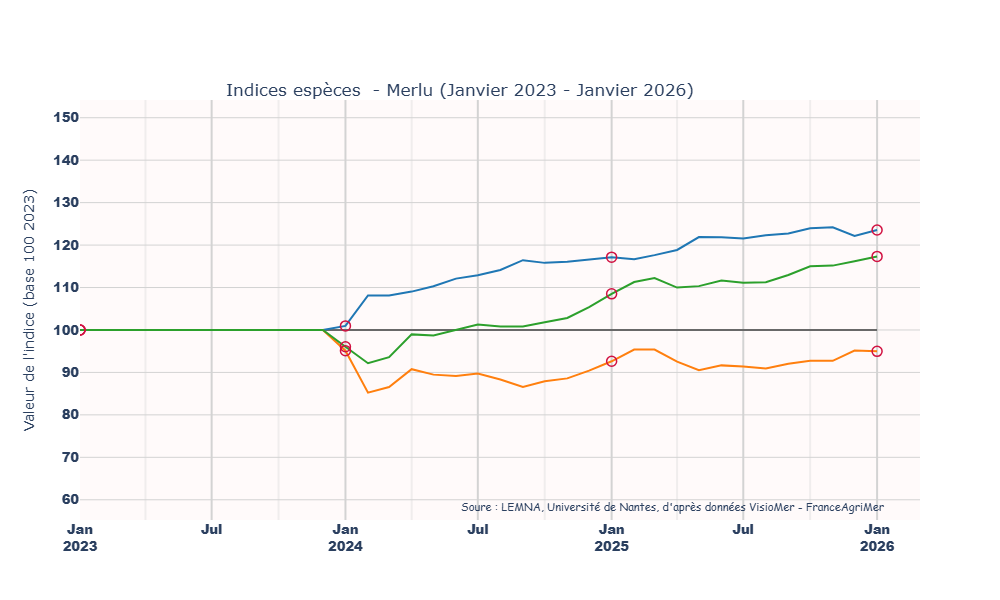 Indices espèces - Merlu (Janvier 2023 - Janvier 2026)
Valeur de l'Indice (base 100 2023)
150
140
130
120
110
100
90
80
70
60
Soure : LEMNA, Université de Nantes, d'après données VisioMer - FranceAgriMer
Jan Jul Jan Jul Jan Jul Jan
2023 2024 2025 2026